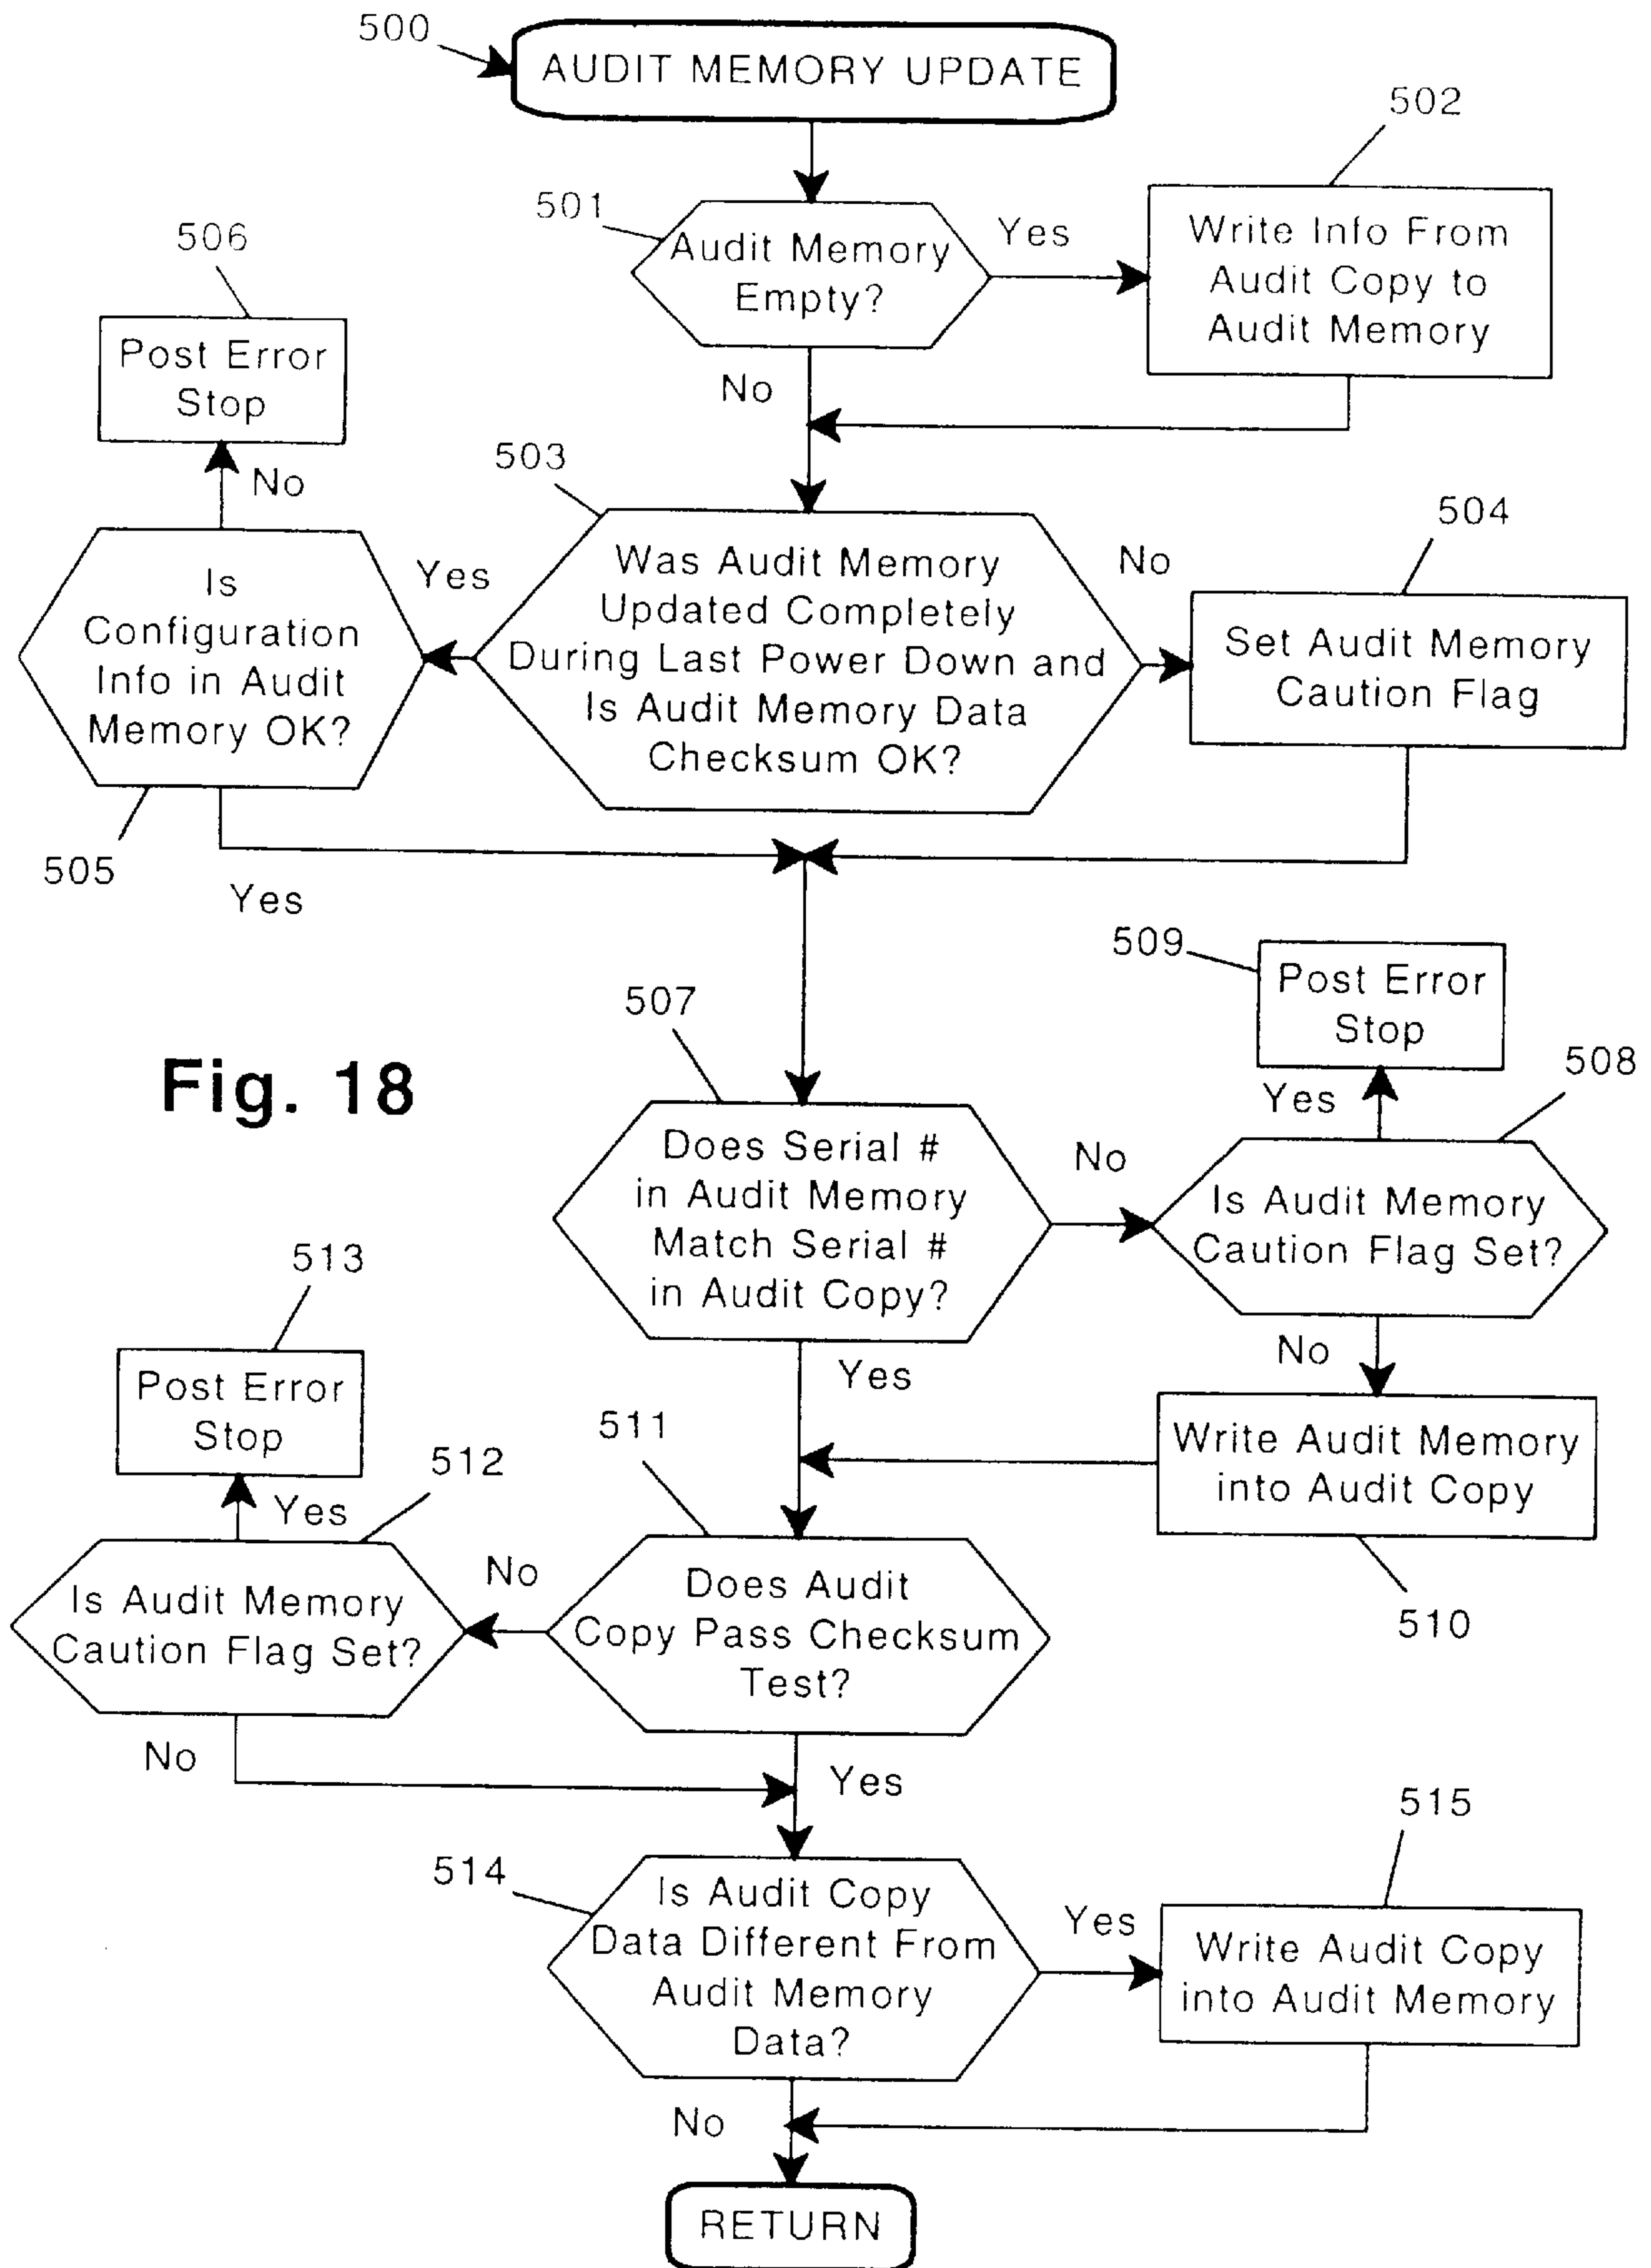 500
AUDIT MEMORY UPDATE
502
501
Audit Memory
Empty?
Yes
Write Info From
Audit Copy to
Audit Memory
506
Post Error
Stop
No
No
503
504
Is
Configuration
Info in Audit
Memory OK?
Yes
Was Audit Memory
Updated Completely
During Last Power Down and
Is Audit Memory Data
Checksum OK?
No
Set Audit Memory
Caution Flag
505
Yes
509
Post Error
Stop
507
508
Fig. 18
Yes
Does Serial #
in Audit Memory
Match Serial #
in Audit Copy?
No
Is Audit Memory
Caution Flag Set?
513
No
Post Error
Stop
Yes
511
Write Audit Memory
into Audit Copy
512
Yes
510
Is Audit Memory
Caution Flag Set?
No
Does Audit
Copy Pass Checksum
Test?
No
Yes
515
514
Is Audit Copy
Data Different From
Audit Memory
Data?
Yes
Write Audit Copy
into Audit Memory
No
RETURN